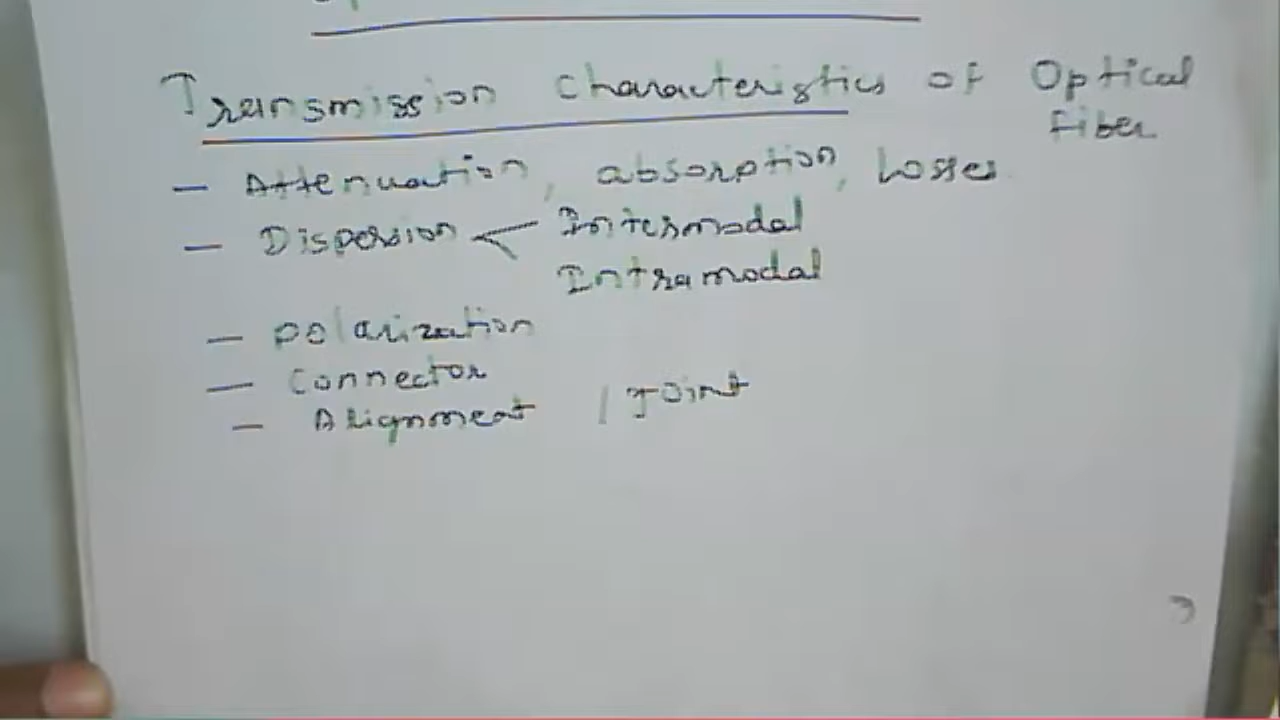 Transmission Characteristics of Optical
Fiber
— Attenuation, absorption, Losses
— Dispersion < Intermodal
Intramodal
— Polarization
— Connector
— Alignment / Joint